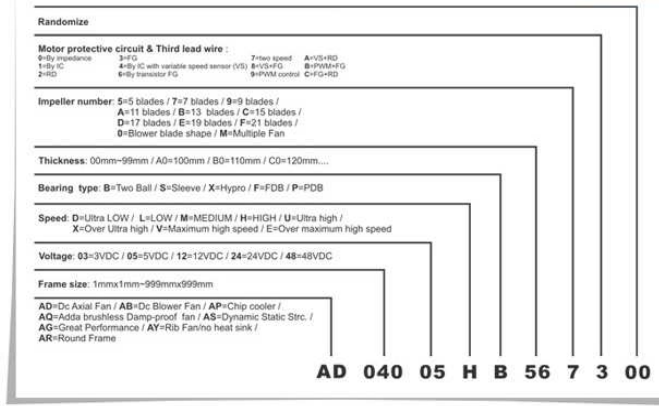 Randomize
Motor protective circuit & Third lead wire :
0=By impedance 3=FG 7=two speed A=VS+RD
1=By IC 4=By IC with variable speed sensor (VS) 8=VS+FG B=PWM+FG
2=RD 6=By transistor FG 9=PWM control C=FG+RD
Impeller number: 5=5 blades / 7=7 blades / 9=9 blades /
A=11 blades / B=13 blades / C=15 blades /
D=17 blades / E=19 blades / F=21 blades /
0=Blower blade shape / M=Multiple Fan
Thickness: 00mm~99mm / A0=100mm / B0=110mm / C0=120mm....
Bearing type: B=Two Ball / S=Sleeve / X=Hypro / F=FDB / P=PDB
Speed: D=Ultra LOW / L=LOW / M=MEDIUM / H=HIGH / U=Ultra high /
X=Over Ultra high / V=Maximum high speed / E=Over maximum high speed
Voltage: 03=3VDC / 05=5VDC / 12=12VDC / 24=24VDC / 48=48VDC
Frame size: 1mmx1mm~999mmx999mm
AD=Dc Axial Fan / AB=Dc Blower Fan / AP=Chip cooler /
AQ=Adda brushless Damp-proof fan / AS=Dynamic Static Strc. /
AG=Great Performance / AY=Rib Fan/no heat sink /
AR=Round Frame
AD 040 05 H B 56 7 3 00